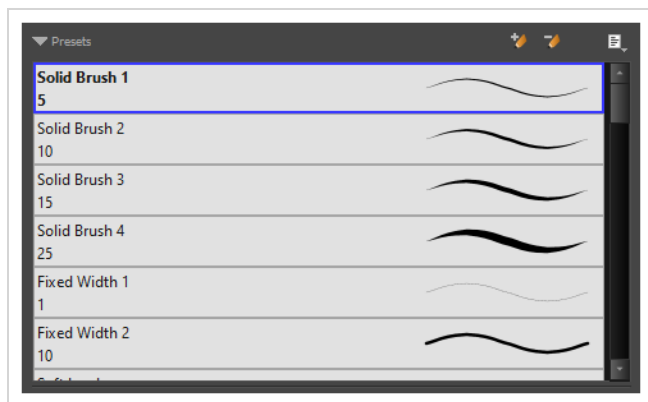 Presets
Solid Brush 1
5
Solid Brush 2
10
Solid Brush 3
15
Solid Brush 4
25
Fixed Width 1
1
Fixed Width 2
10